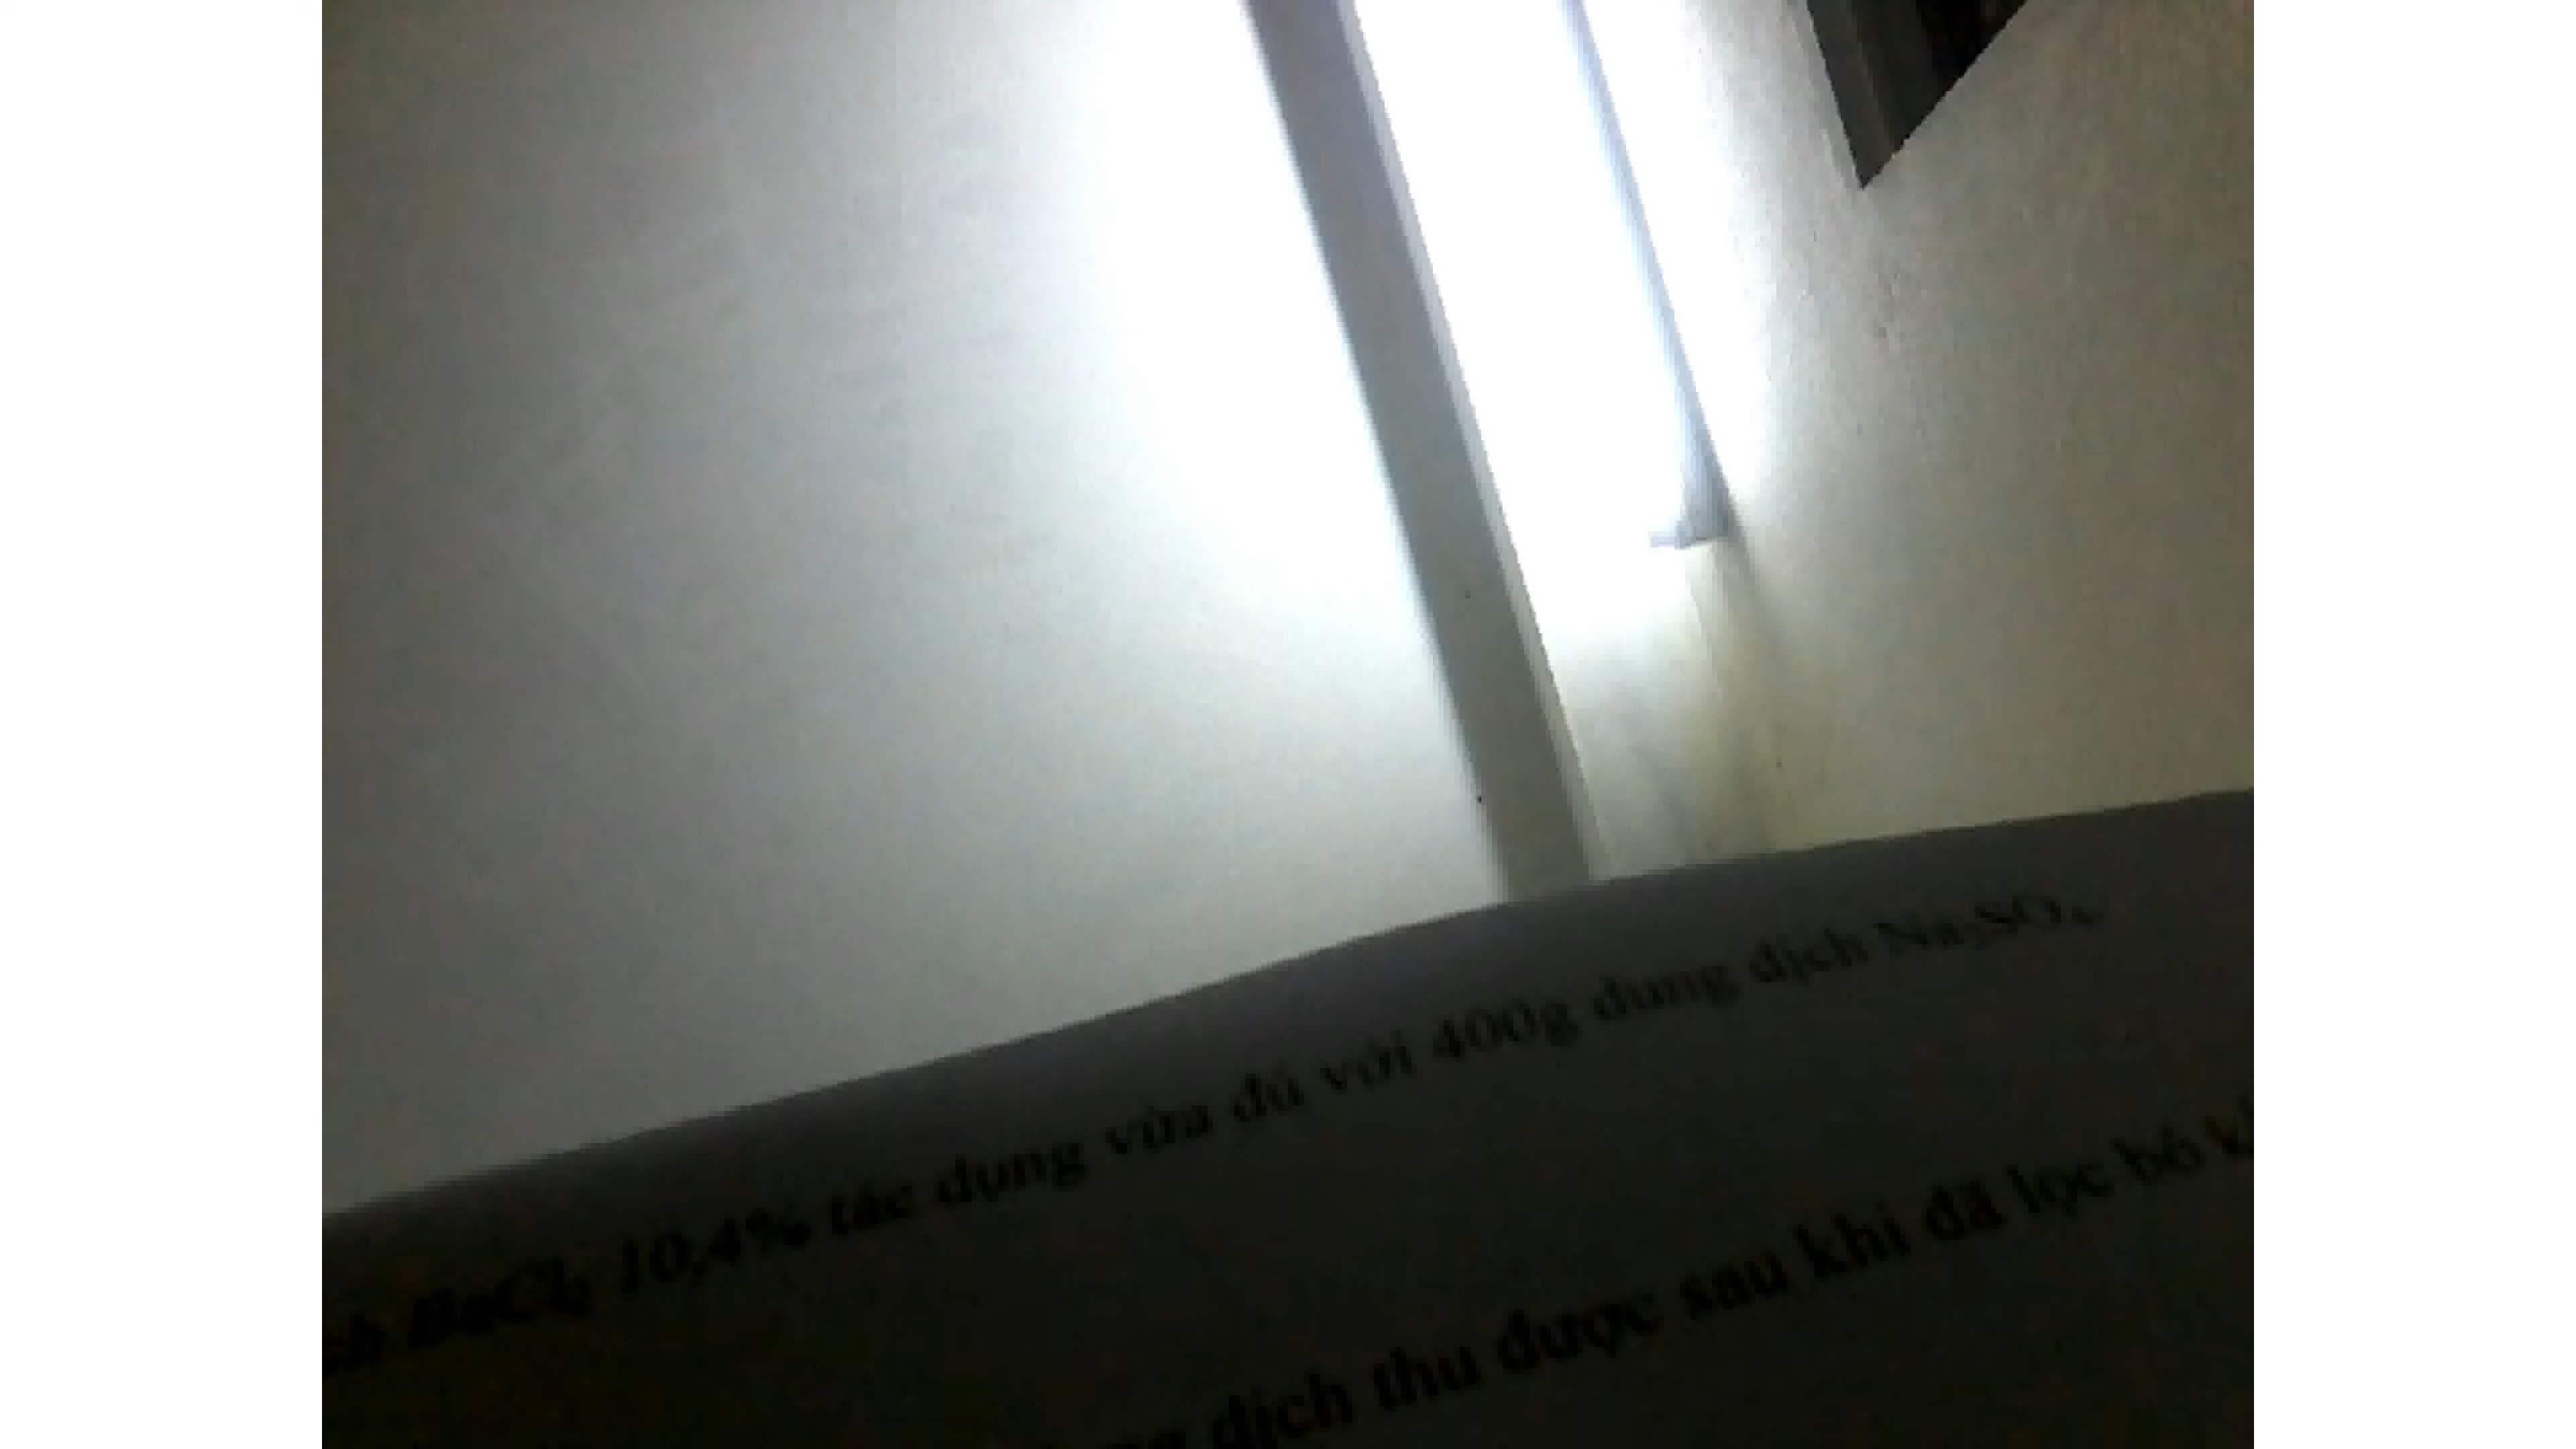 BaCl₂ 10,4% tác dụng vừa đủ với 400g dung dịch Na₂SO₄.
dịch thu được sau khi đã lọc bỏ